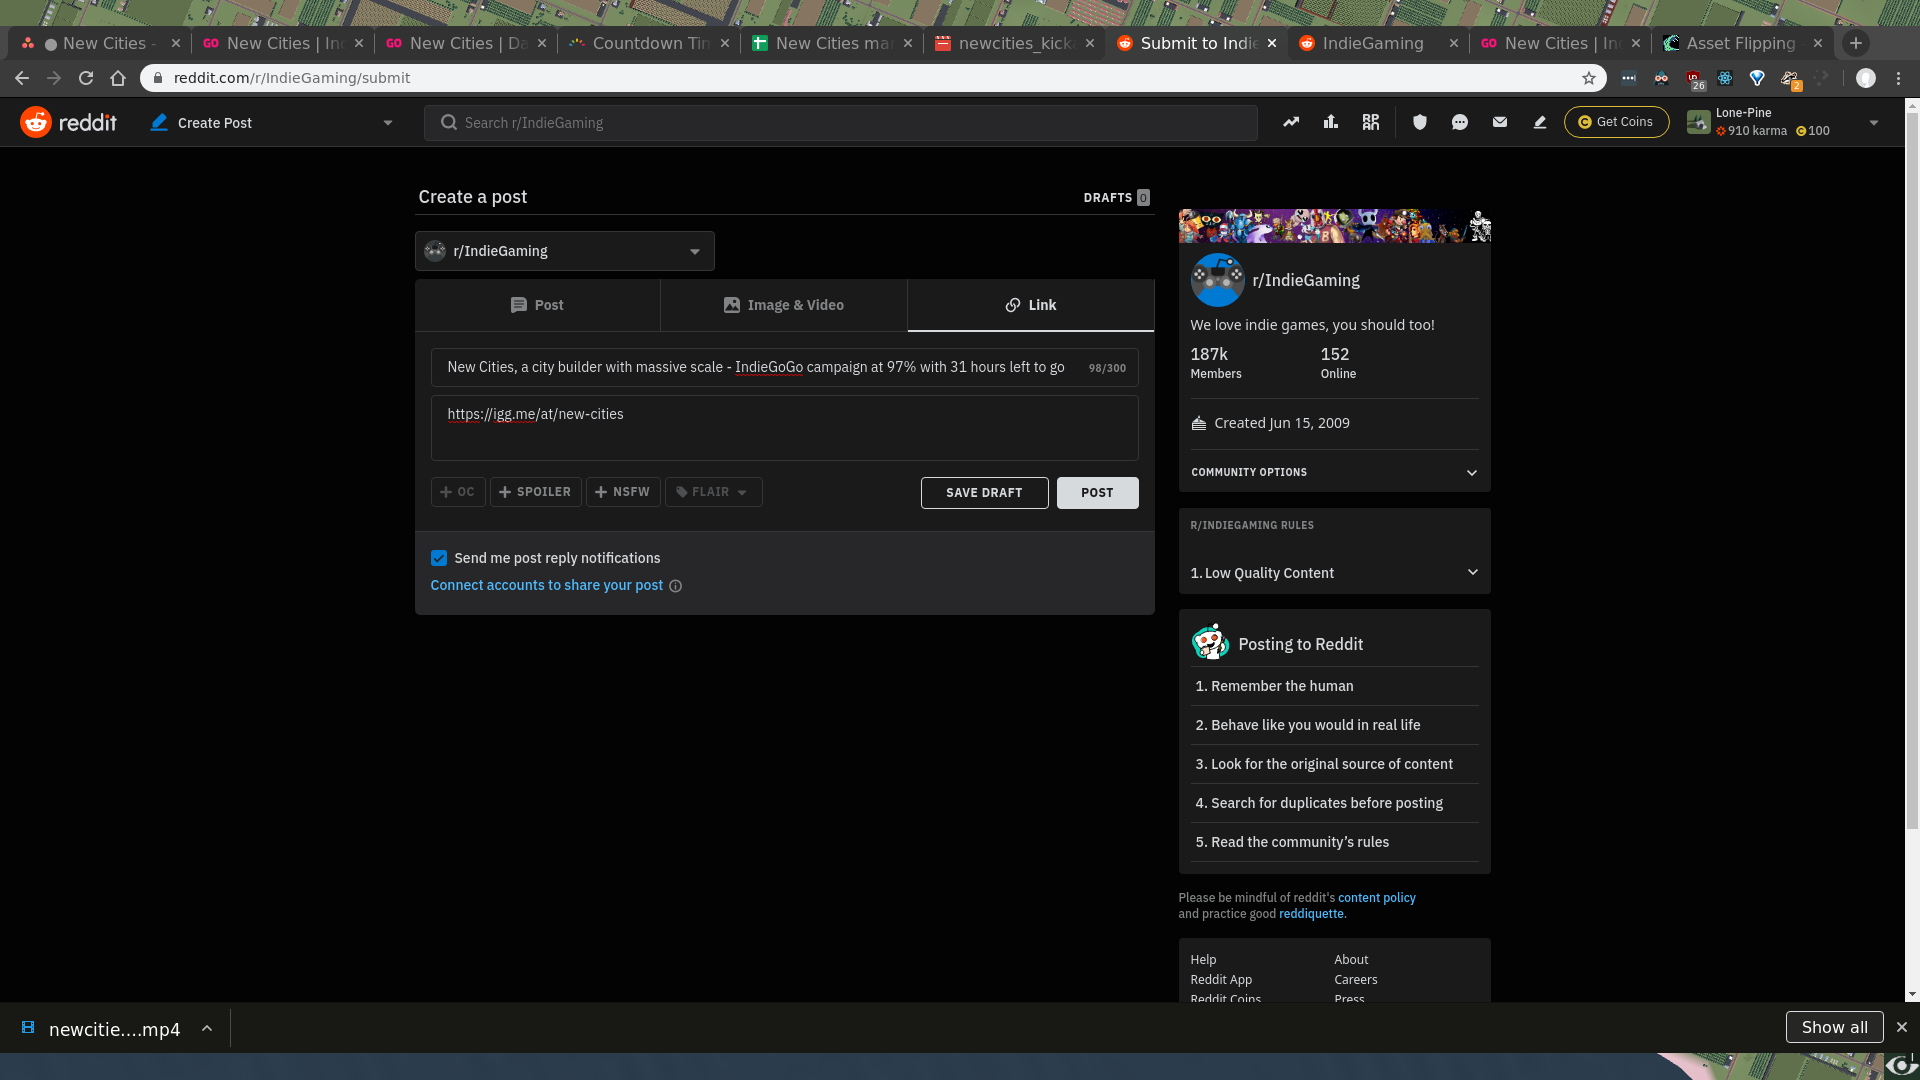 New Cities -
New Cities | In
New Cities | Da
Countdown Tin
New Cities mar
newcities_kick
Submit to Indie
IndieGaming
New Cities | In
Asset Flipping
reddit.com/r/IndieGaming/submit
26
2
reddit
Create Post
Search r/IndieGaming
RP
AN
Get Coins
Lone-Pine
910 karma
100
Create a post
DRAFTS 0
r/IndieGaming
Post
Image & Video
Link
New Cities, a city builder with massive scale - IndieGoGo campaign at 97% with 31 hours left to go
98/300
https://igg.me/at/new-cities
OC
SPOILER
NSFW
FLAIR
SAVE DRAFT
POST
Send me post reply notifications
Connect accounts to share your post
r/IndieGaming
We love indie games, you should too!
187k
152
Members
Online
Created Jun 15, 2009
COMMUNITY OPTIONS
R/INDIEGAMING RULES
1. Low Quality Content
Posting to Reddit
1. Remember the human
2. Behave like you would in real life
3. Look for the original source of content
4. Search for duplicates before posting
5. Read the community's rules
Please be mindful of reddit's content policy
and practice good reddiquette.
Help
About
Reddit App
Careers
Reddit Coins
Press
newcitie....mp4
Show all